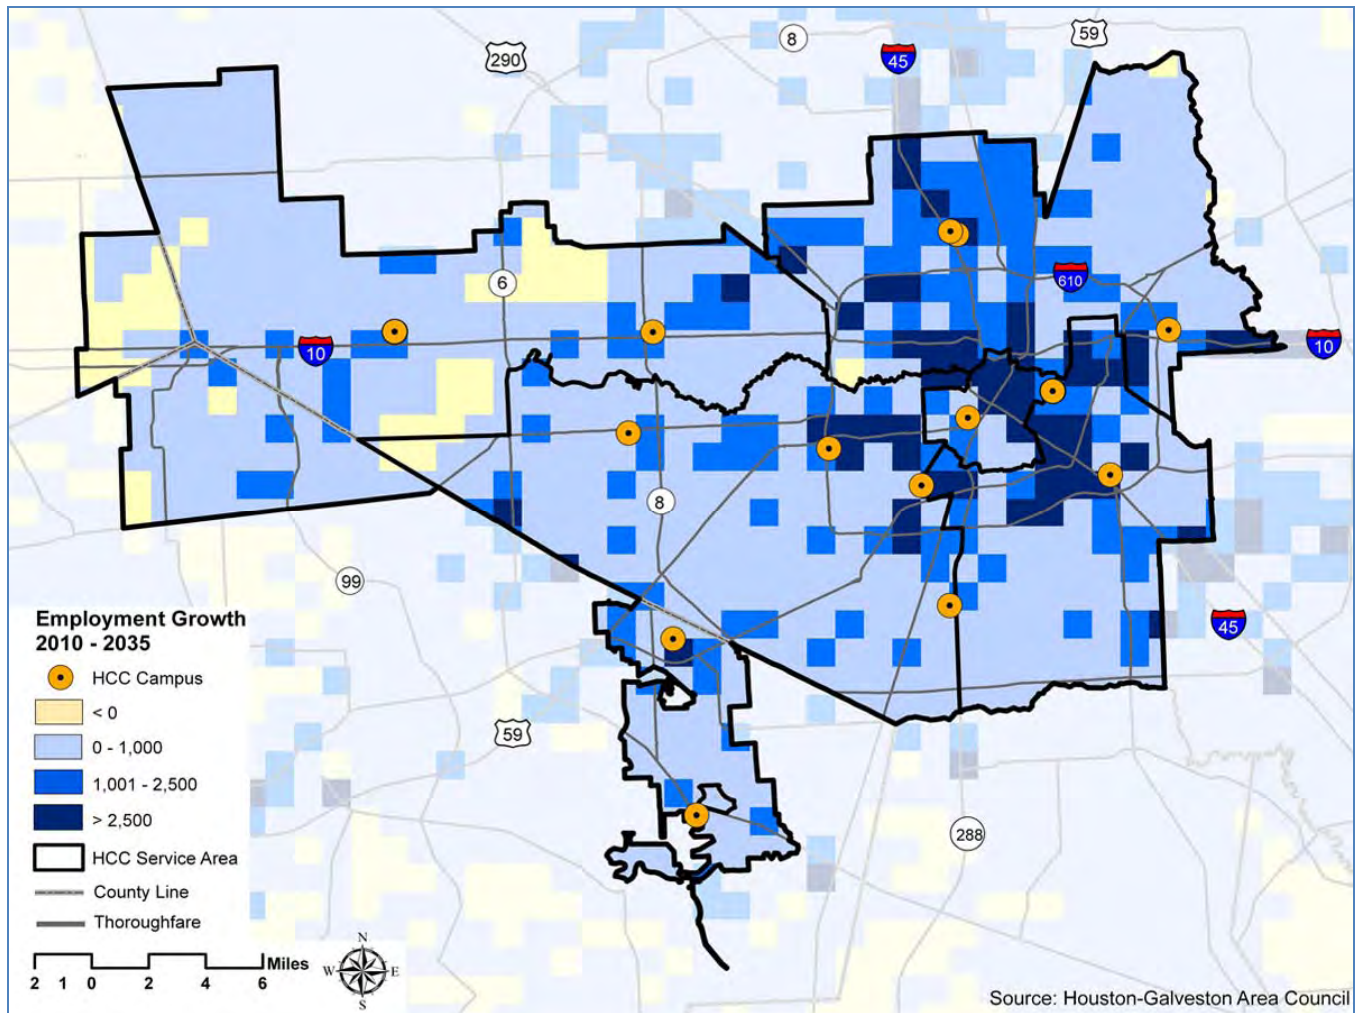 8
59
290
45
6
610
10
10
8
99
45
59
288
Employment Growth
2010 - 2035
HCC Campus
< 0
0 - 1,000
1,001 - 2,500
> 2,500
HCC Service Area
County Line
Thoroughfare
Miles
2 1 0 2 4 6
N
W E
S
Source: Houston-Galveston Area Council